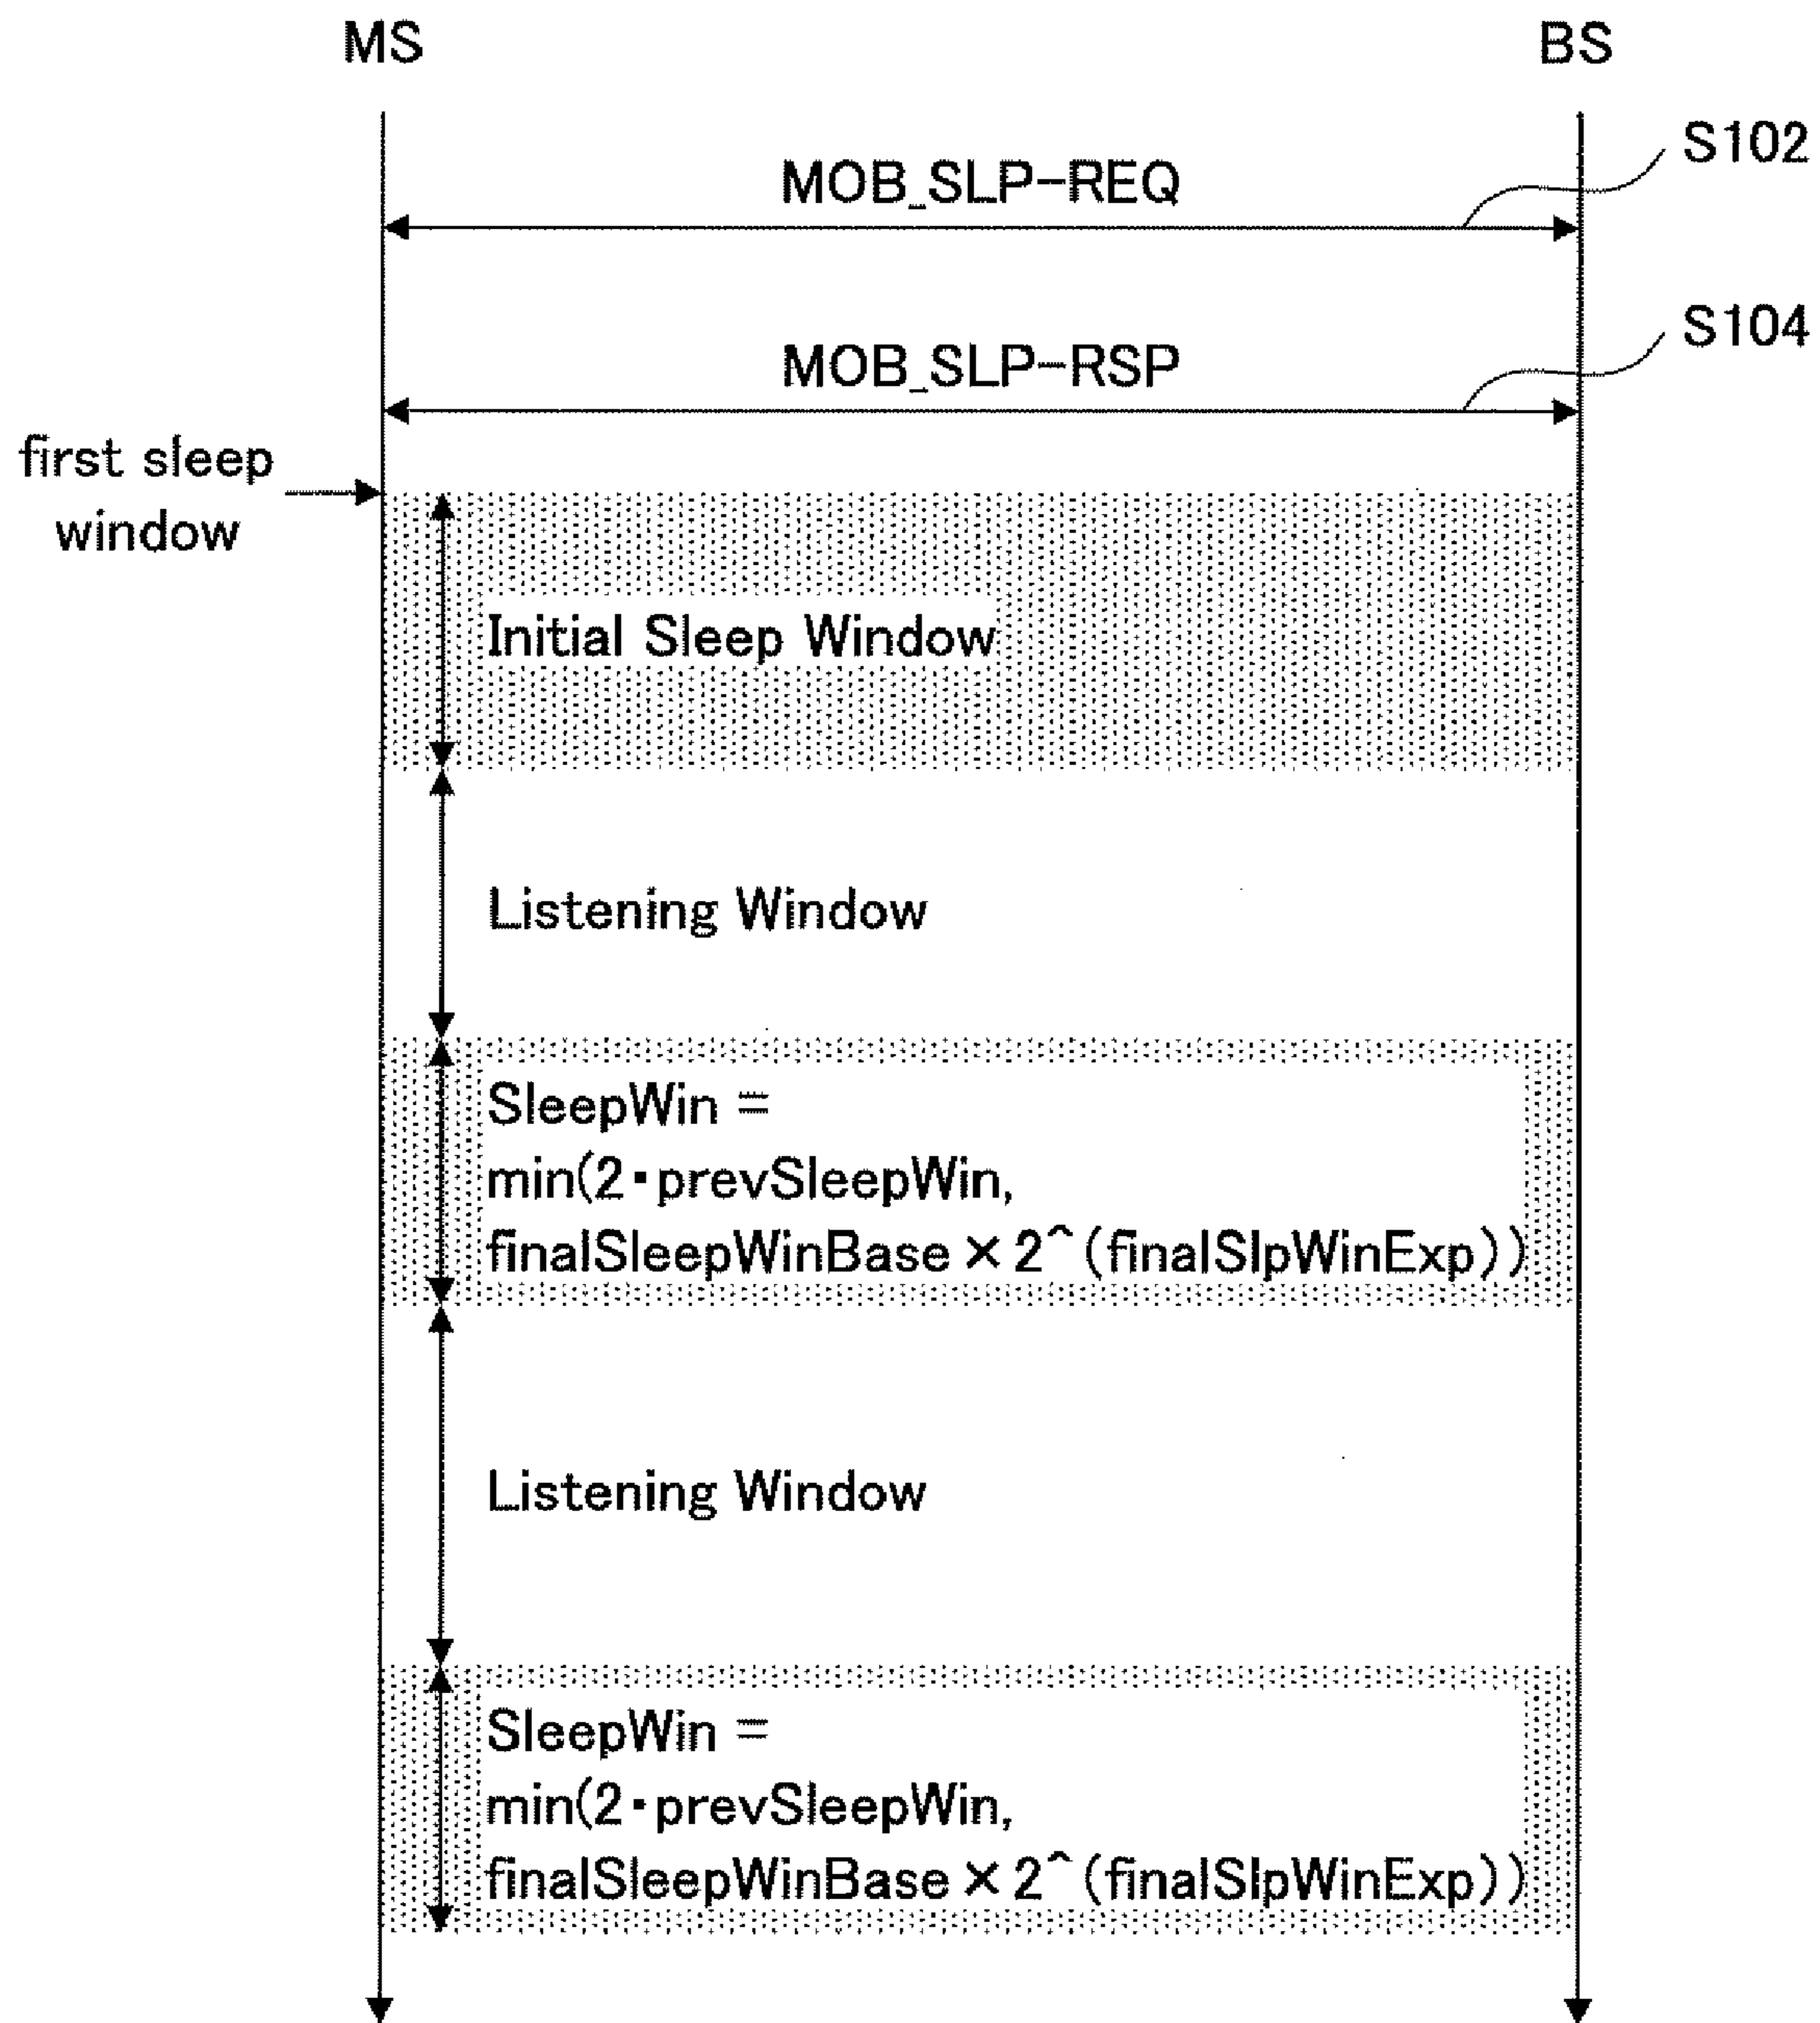 MS
BS
S102
MOB_SLP-REQ
S104
MOB_SLP-RSP
first sleep
window
Initial Sleep Window
Listening Window
SleepWin =
min(2・prevSleepWin,
finalSleepWinBase × 2^(finalSlpWinExp))
Listening Window
SleepWin =
min(2・prevSleepWin,
finalSleepWinBase × 2^(finalSlpWinExp))